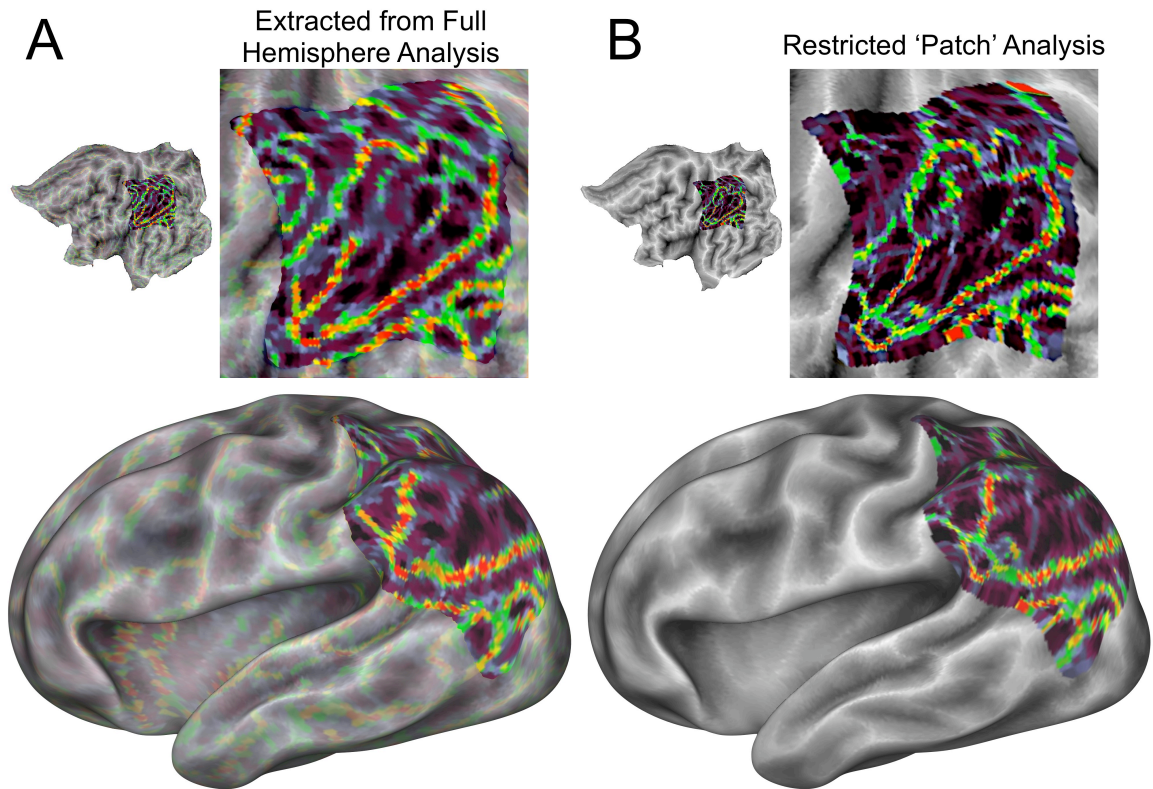 A
Extracted from Full
Hemisphere Analysis
B
Restricted ‘Patch’ Analysis